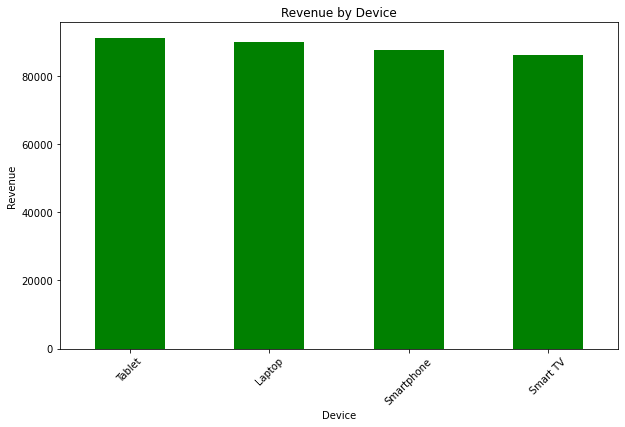 Revenue by Device
Revenue
80000
60000
40000
20000
0
Tablet
Laptop
Smartphone
Smart TV
Device